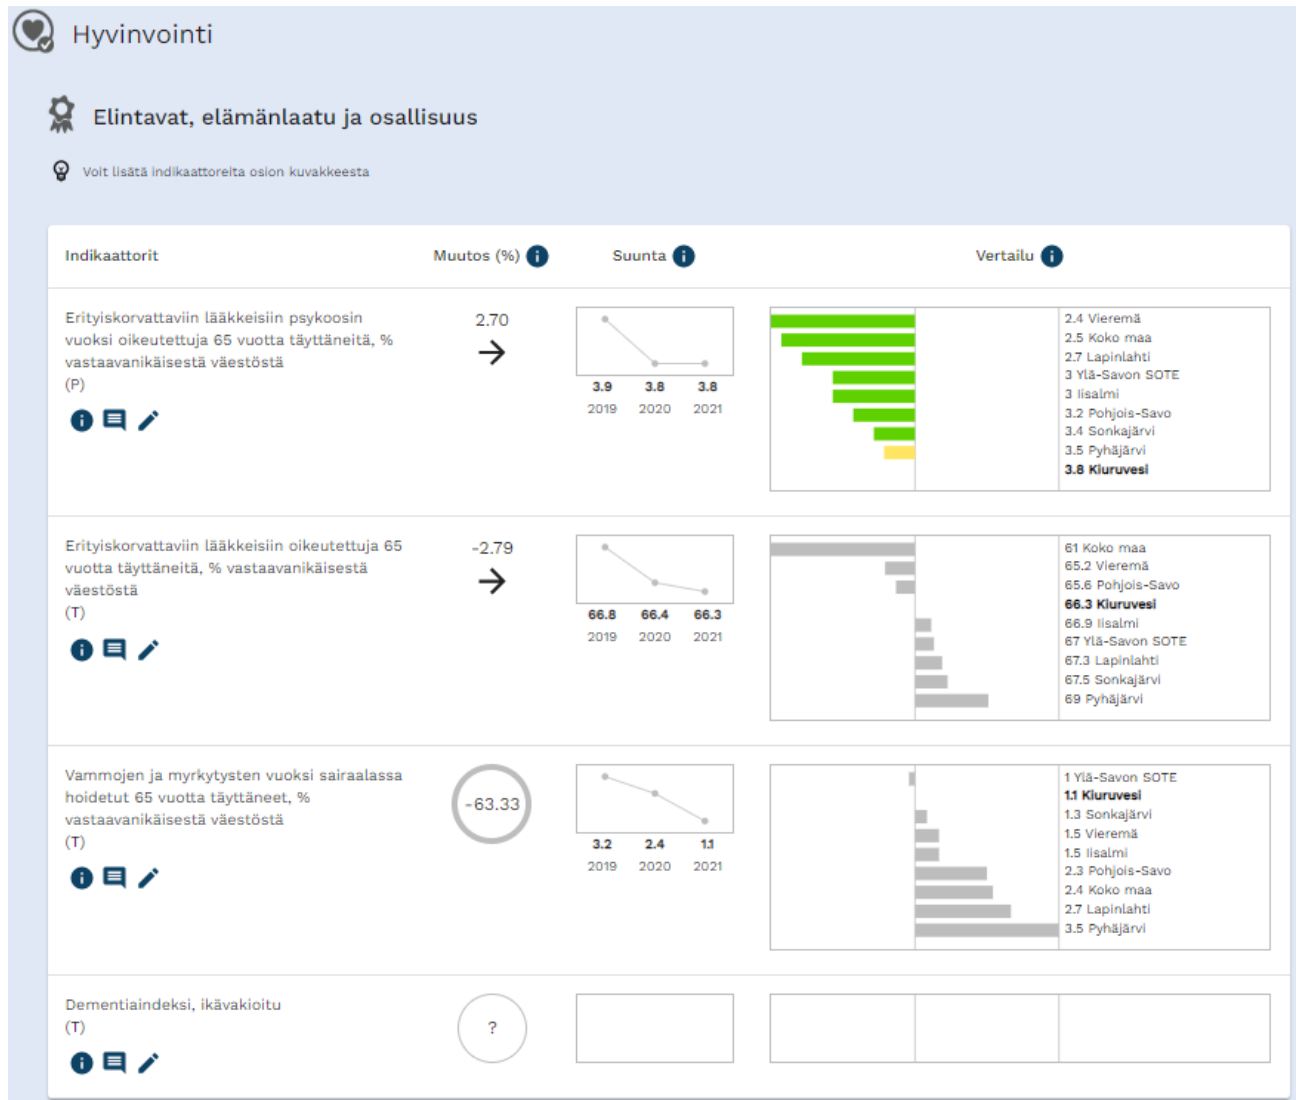 Hyvinvointi
Elintavat, elämänlaatu ja osallisuus
Voit lisätä indikaattoreita osion kuvakkeesta
Indikaattorit
Muutos (%)
Suunta
Vertailu
Erityiskorvattaviin lääkkeisiin psykoosin
vuoksi oikeutettuja 65 vuotta täyttäneitä, %
vastaavanikäisestä väestöstä
(P)
2.70
3.9 3.8 3.8
2019 2020 2021
2.4 Vieremä
2.5 Koko maa
2.7 Lapinlahti
3 Ylä-Savon SOTE
3 Iisalmi
3.2 Pohjois-Savo
3.4 Sonkajärvi
3.5 Pyhäjärvi
3.8 Kiuruvesi
Erityiskorvattaviin lääkkeisiin oikeutettuja 65
vuotta täyttäneitä, % vastaavanikäisestä
väestöstä
(T)
-2.79
66.8 66.4 66.3
2019 2020 2021
61 Koko maa
65.2 Vieremä
65.6 Pohjois-Savo
66.3 Kiuruvesi
66.9 Iisalmi
67 Ylä-Savon SOTE
67.3 Lapinlahti
67.5 Sonkajärvi
69 Pyhäjärvi
Vammojen ja myrkytysten vuoksi sairaalassa
hoidetut 65 vuotta täyttäneet, %
vastaavanikäisestä väestöstä
(T)
-63.33
3.2 2.4 1.1
2019 2020 2021
1 Ylä-Savon SOTE
1.1 Kiuruvesi
1.3 Sonkajärvi
1.5 Vieremä
1.5 Iisalmi
2.3 Pohjois-Savo
2.4 Koko maa
2.7 Lapinlahti
3.5 Pyhäjärvi
Dementiaindeksi, ikävakioitu
(T)
?